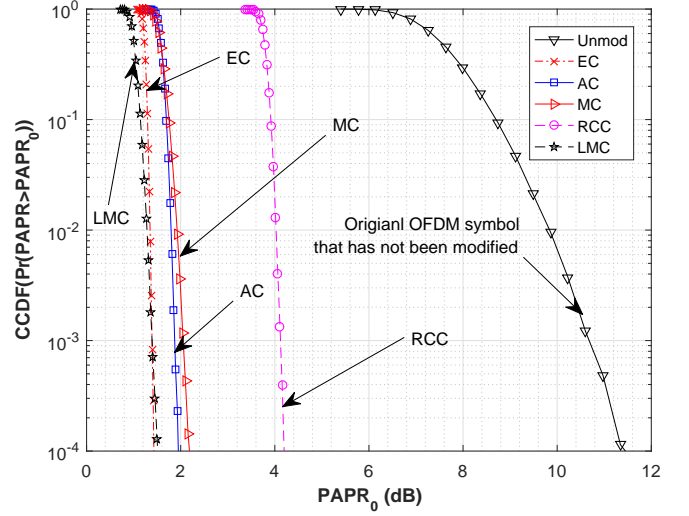 CCDF(Pr(PAPR>PAPR0))
10^0
10^-1
10^-2
10^-3
10^-4
0
2
4
6
8
10
12
PAPR0 (dB)
Unmod
EC
AC
MC
RCC
LMC
EC
MC
LMC
AC
RCC
Origianl OFDM symbol
that has not been modified